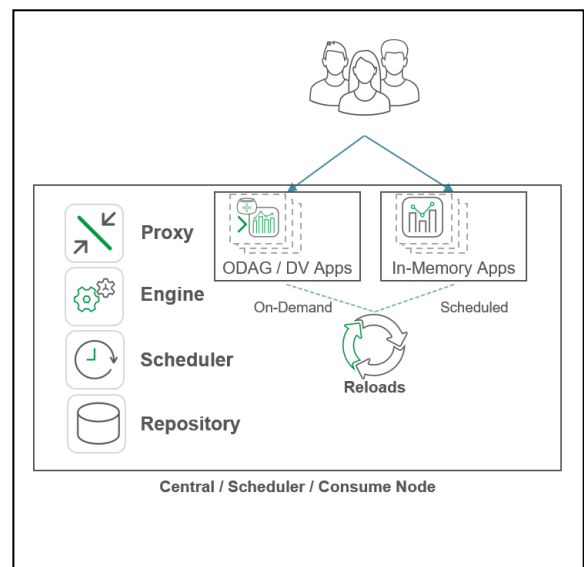 Proxy
Engine
Scheduler
Repository
ODAG / DV Apps
In-Memory Apps
On-Demand
Scheduled
Reloads
Central / Scheduler / Consume Node